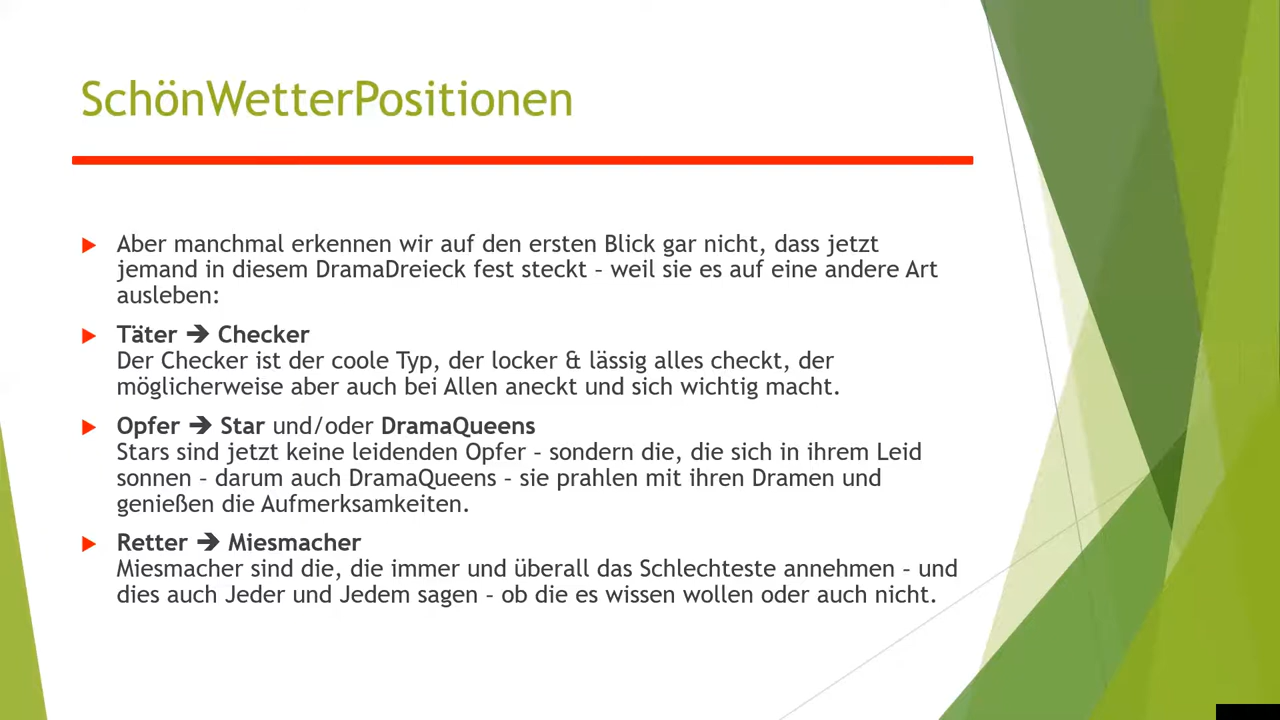 SchönWetterPositionen
Aber manchmal erkennen wir auf den ersten Blick gar nicht, dass jetzt
jemand in diesem DramaDreieck fest steckt – weil sie es auf eine andere Art
ausleben:
Täter ➔ Checker
Der Checker ist der coole Typ, der locker & lässig alles checkt, der
möglicherweise aber auch bei Allen aneckt und sich wichtig macht.
Opfer ➔ Star und/oder DramaQueens
Stars sind jetzt keine leidenden Opfer – sondern die, die sich in ihrem Leid
sonnen – darum auch DramaQueens – sie prahlen mit ihren Dramen und
genießen die Aufmerksamkeiten.
Retter ➔ Miesmacher
Miesmacher sind die, die immer und überall das Schlechteste annehmen – und
dies auch Jeder und Jedem sagen – ob die es wissen wollen oder auch nicht.